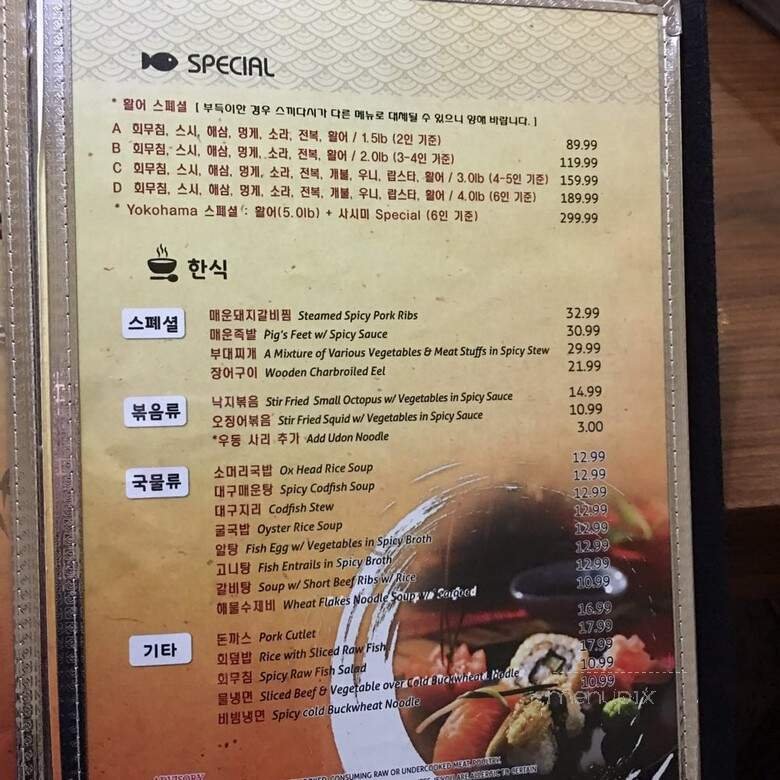 SPECIAL
* 활어 스페셜 [ 부득이한 경우 스끼다시가 다른 메뉴로 대체될 수 있으니 양해 바랍니다. ]
A 회무침, 스시, 해삼, 멍게, 소라, 전복, 활어 / 1.5lb (2인 기준) 89.99
B 회무침, 스시, 해삼, 멍게, 소라, 전복, 활어 / 2.0lb (3-4인 기준) 119.99
C 회무침, 스시, 해삼, 멍게, 소라, 전복, 개불, 우니, 랍스타, 활어 / 3.0lb (4-5인 기준) 159.99
D 회무침, 스시, 해삼, 멍게, 소라, 전복, 개불, 우니, 랍스타, 활어 / 4.0lb (6인 기준) 189.99
* Yokohama 스페셜 : 활어(5.0lb) + 사시미 Special (6인 기준) 299.99
한식
스페셜
매운돼지갈비찜 Steamed Spicy Pork Ribs 32.99
매운족발 Pig's Feet w/ Spicy Sauce 30.99
부대찌개 A Mixture of Various Vegetables & Meat Stuffs in Spicy Stew 29.99
장어구이 Wooden Charbroiled Eel 21.99
볶음류
낙지볶음 Stir Fried Small Octopus w/ Vegetables in Spicy Sauce 14.99
오징어볶음 Stir Fried Squid w/ Vegetables in Spicy Sauce 10.99
*우동 사리 추가 Add Udon Noodle 3.00
국물류
소머리국밥 Ox Head Rice Soup 12.99
대구매운탕 Spicy Codfish Soup 12.99
대구지리 Codfish Stew 12.99
굴국밥 Oyster Rice Soup 12.99
알탕 Fish Egg w/ Vegetables in Spicy Broth 12.99
고니탕 Fish Entrails in Spicy Broth 12.99
갈비탕 Soup w/ Short Beef Ribs w/ Rice 12.99
해물수제비 Wheat Flakes Noodle Soup w/ Seafood 10.99
기타
돈까스 Pork Cutlet 16.99
회덮밥 Rice with Sliced Raw Fish 17.99
회무침 Spicy Raw Fish Salad 17.99
물냉면 Sliced Beef & Vegetable over Cold Buckwheat Noodle 10.99
비빔냉면 Spicy cold Buckwheat Noodle 10.99
menupix
ADVISORY
CONSUMING RAW OR UNDERCOOKED MEAT, POULTRY,
IF YOU ARE ALLERGIC TO CERTAIN